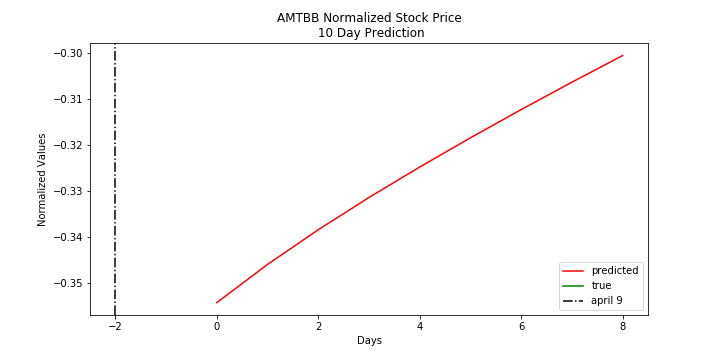 AMTBB Normalized Stock Price
10 Day Prediction
Normalized Values
−0.30
−0.31
−0.32
−0.33
−0.34
−0.35
−2
0
2
4
6
8
Days
predicted
true
april 9